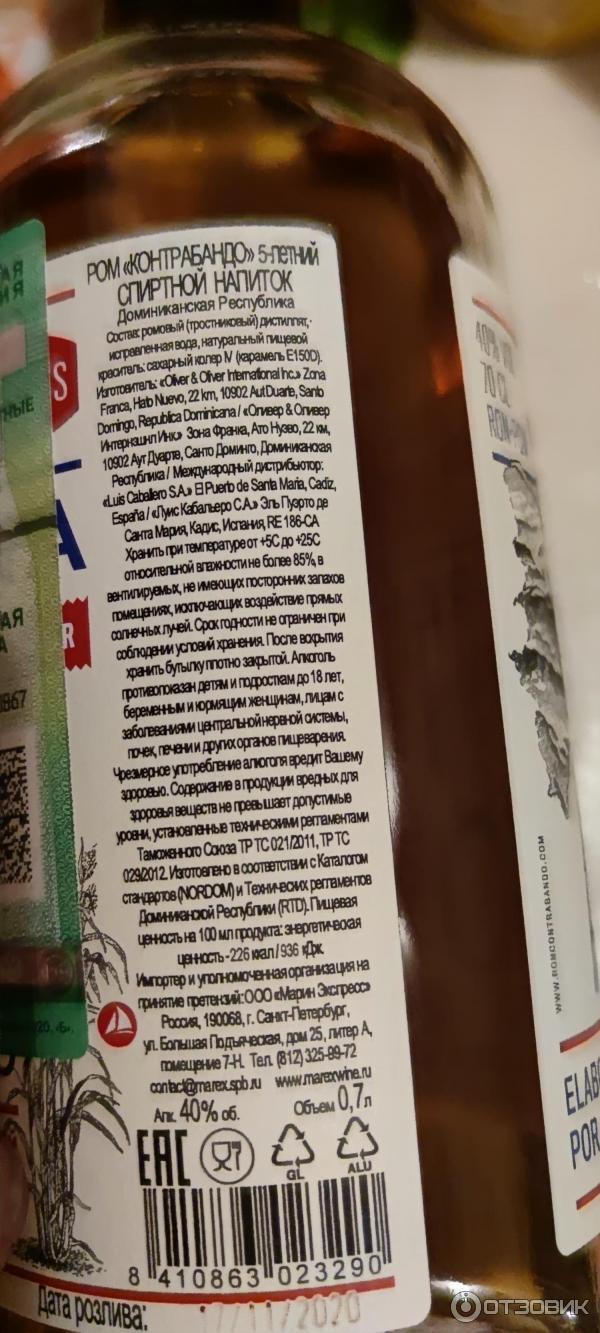 РОМ «КОНТРАБАНДО» 5-ЛЕТНИЙ
СПИРТНОЙ НАПИТОК
Доминиканская Республика
Состав: ромовый (тростниковый) дистиллят,
исправленная вода, натуральный пищевой
краситель: сахарный колер IV (карамель E150D).
Изготовитель: «Oliver & Oliver International Inc.» Zona
Franca, Hato Nuevo, 22 km, 10902 Aut Duarte, Santo
Domingo, Republica Dominicana / «Оливер & Оливер
Интернэшнл Инк.» Зона Франка, Ато Нуэво, 22 км,
10902 Аут Дуарте, Санто Доминго, Доминиканская
Республика / Международный дистрибьютор:
«Luis Caballero S.A.» El Puerto de Santa Maria, Cadiz,
España / «Луис Кабальеро С.А.» Эль Пуэрто де
Санта Мария, Кадис, Испания, RE 186-CA
Хранить при температуре от +5С до +25С
относительной влажности не более 85%, в
вентилируемых, не имеющих посторонних запахов
помещениях, исключающих воздействие прямых
солнечных лучей. Срок годности не ограничен при
соблюдении условий хранения. После вскрытия
хранить бутылку плотно закрытой. Алкоголь
противопоказан детям и подросткам до 18 лет,
беременным и кормящим женщинам, лицам с
заболеваниями центральной нервной системы,
почек, печени и других органов пищеварения.
Чрезмерное употребление алкоголя вредит Вашему
здоровью. Содержание в продукции вредных для
здоровья веществ не превышает допустимые
уровни, установленные техническими регламентами
Таможенного Союза ТР ТС 021/2011, ТР ТС
029/2012. Изготовлено в соответствии с Каталогом
стандартов (NORDOM) и Технических регламентов
Доминиканской Республики (RTD). Пищевая
ценность на 100 мл продукта: энергетическая
ценность - 226 ккал / 936 кДж.
Импортер и уполномоченная организация на
принятие претензий: ООО «Марин Экспресс»
Россия, 190068, г. Санкт-Петербург,
ул. Большая Подъяческая, дом 25, литер А,
помещение 7-Н. Тел. (812) 325-89-72
contact@marex.spb.ru www.marexwine.ru
Алк. 40% об. Объем 0,7 л
EAC
GL
ALU
8 410863 023290
Дата розлива: 17/11/2020
40%
70 CL
WWW.RONCONTRABANDO.COM
ОТЗОВИК